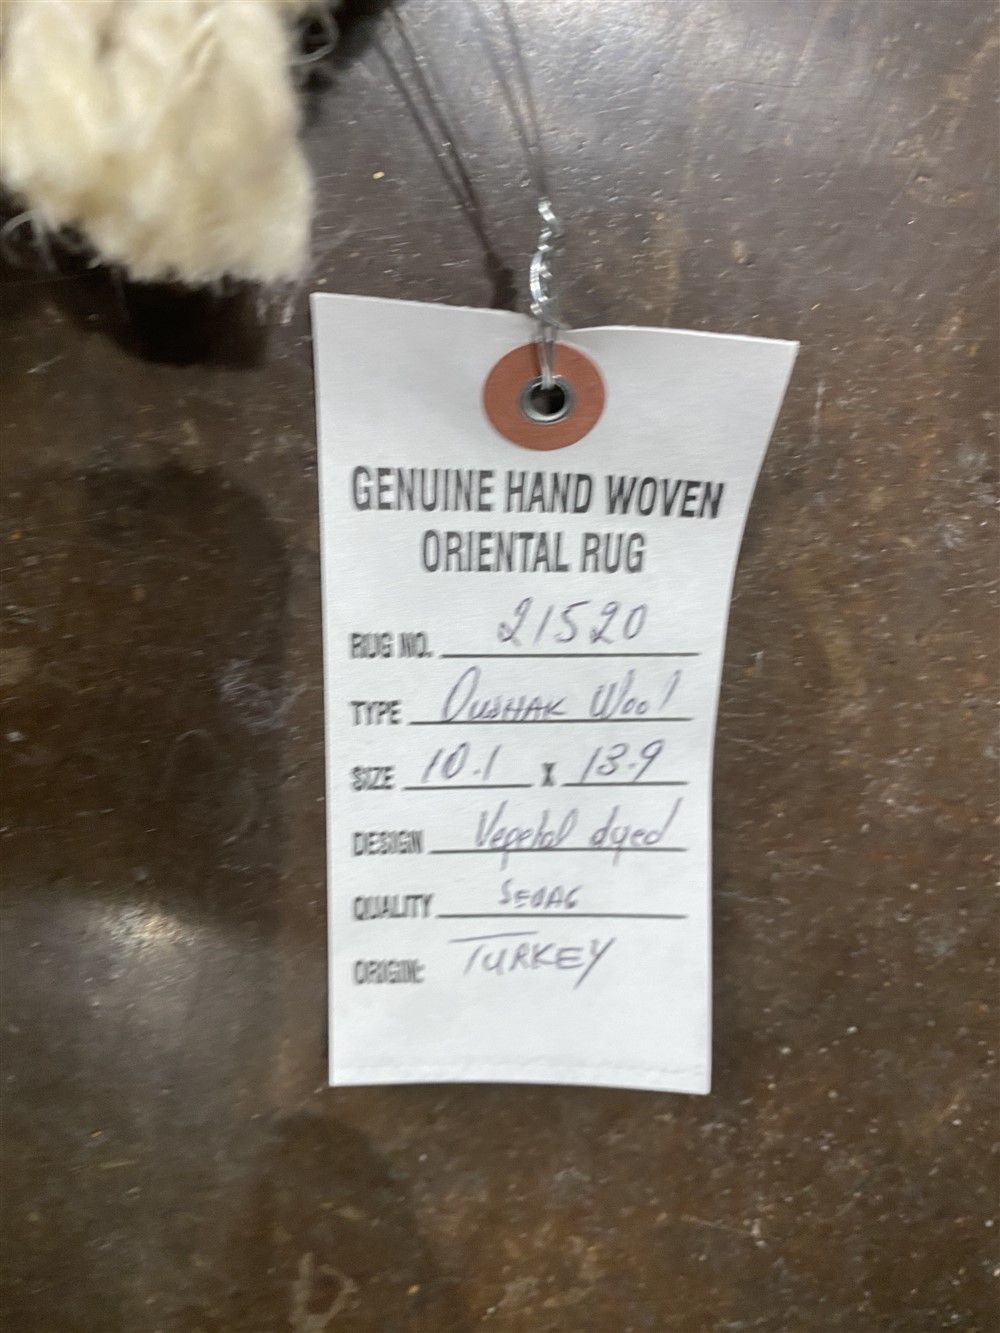 GENUINE HAND WOVEN
ORIENTAL RUG
RUG NO. 21520
TYPE OUSHAK Wool
SIZE 10.1 X 13.9
DESIGN Vegetal dyed
QUALITY
ORIGIN: TURKEY